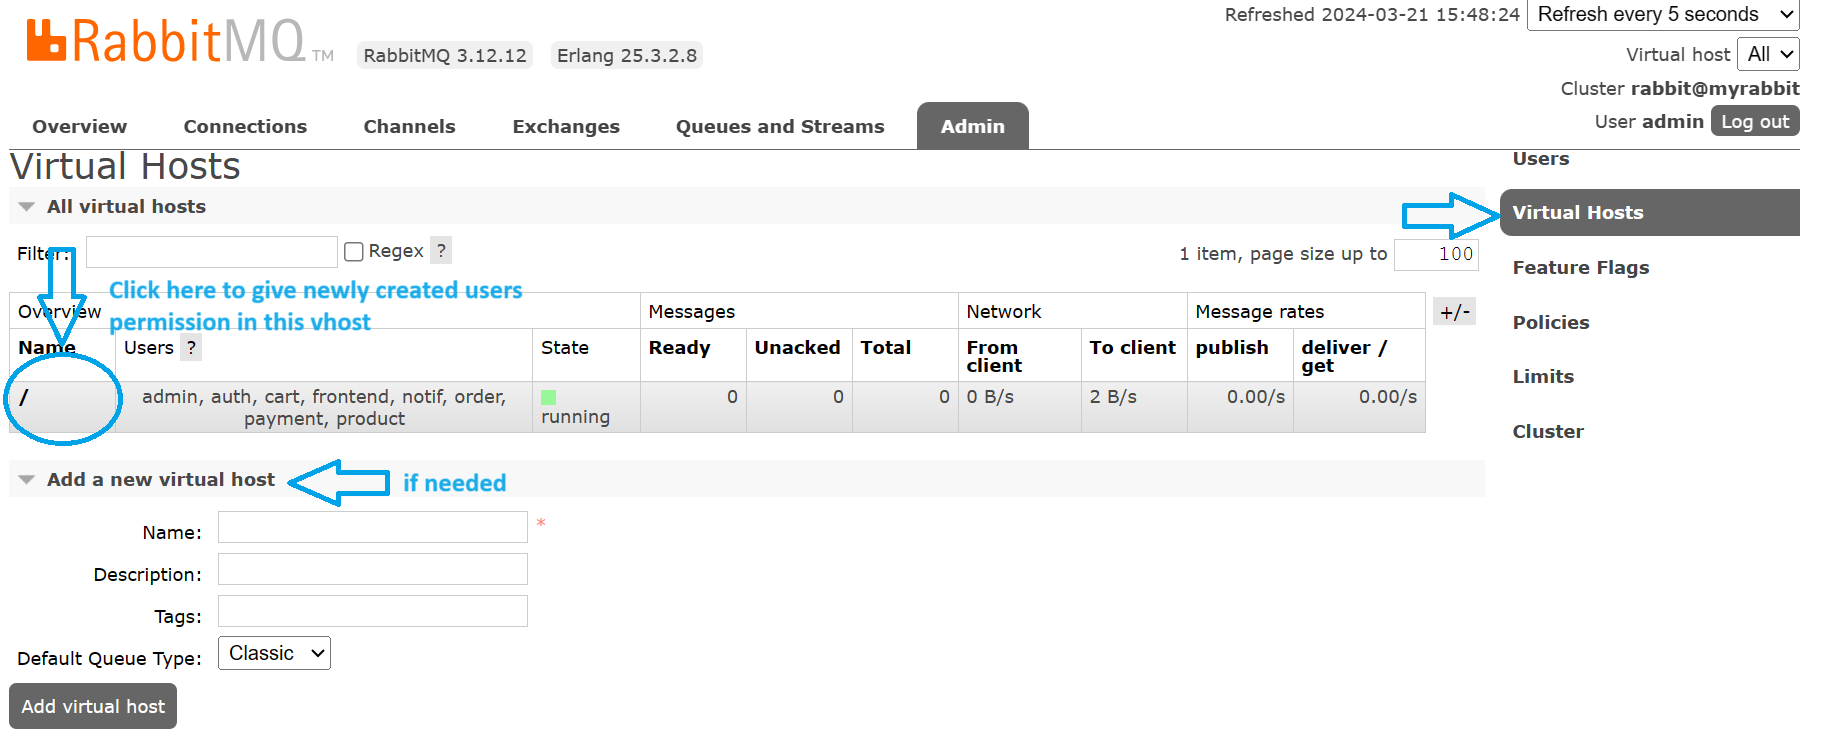 Refreshed 2024-03-21 15:48:24 Refresh every 5 seconds
RabbitMQ TM RabbitMQ 3.12.12 Erlang 25.3.2.8
Virtual host All
Cluster rabbit@myrabbit
User admin Log out
Overview Connections Channels Exchanges Queues and Streams Admin
Virtual Hosts
All virtual hosts
Filter: Regex ? 1 item, page size up to 100
Click here to give newly created users
permission in this vhost
Overview Messages Network Message rates +/-
Name Users ? State Ready Unacked Total From client To client publish deliver / get
/ admin, auth, cart, frontend, notif, order, payment, product running 0 0 0 0 B/s 2 B/s 0.00/s 0.00/s
Add a new virtual host if needed
Name: *
Description:
Tags:
Default Queue Type: Classic
Add virtual host
Users
Virtual Hosts
Feature Flags
Policies
Limits
Cluster